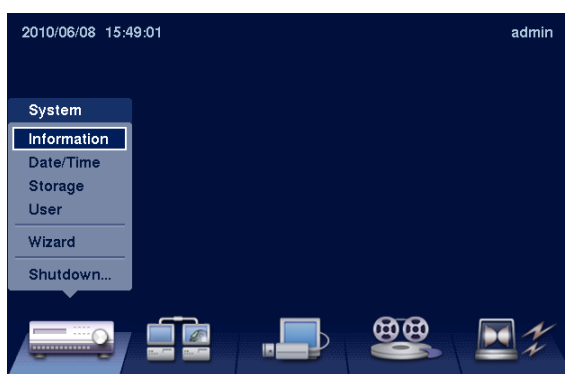 2010/06/08 15:49:01
admin
System
Information
Date/Time
Storage
User
Wizard
Shutdown...